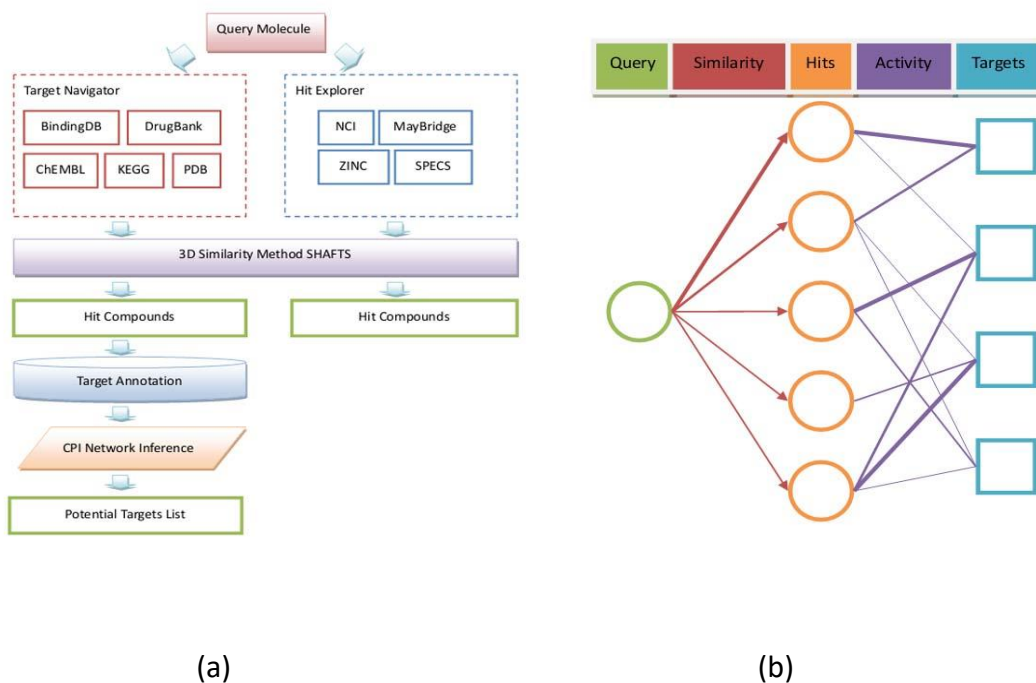 Query Molecule
Target Navigator
BindingDB DrugBank
ChEMBL KEGG PDB
Hit Explorer
NCI MayBridge
ZINC SPECS
3D Similarity Method SHAFTS
Hit Compounds Hit Compounds
Target Annotation
CPI Network Inference
Potential Targets List
(a)
Query Similarity Hits Activity Targets
(b)